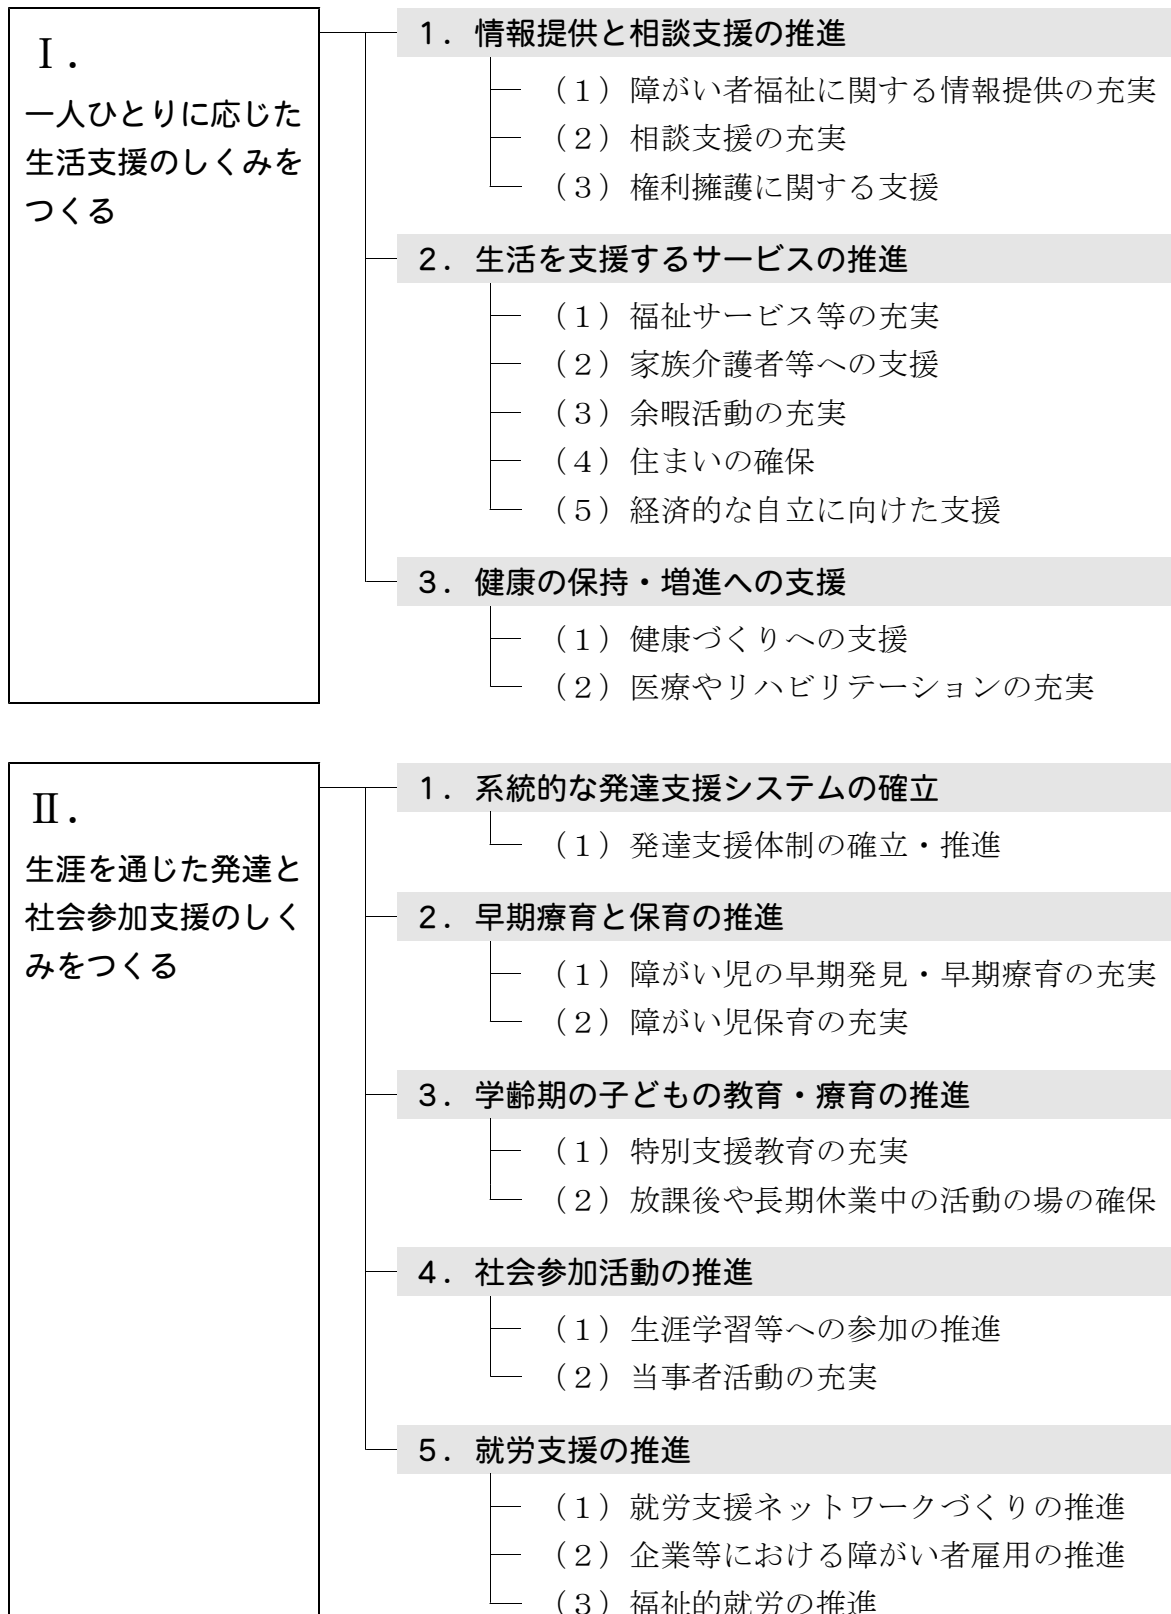 Ⅰ．
一人ひとりに応じた
生活支援のしくみを
つくる
１．情報提供と相談支援の推進
（１）障がい者福祉に関する情報提供の充実
（２）相談支援の充実
（３）権利擁護に関する支援
２．生活を支援するサービスの推進
（１）福祉サービス等の充実
（２）家族介護者等への支援
（３）余暇活動の充実
（４）住まいの確保
（５）経済的な自立に向けた支援
３．健康の保持・増進への支援
（１）健康づくりへの支援
（２）医療やリハビリテーションの充実
Ⅱ．
生涯を通じた発達と
社会参加支援のしく
みをつくる
１．系統的な発達支援システムの確立
（１）発達支援体制の確立・推進
２．早期療育と保育の推進
（１）障がい児の早期発見・早期療育の充実
（２）障がい児保育の充実
３．学齢期の子どもの教育・療育の推進
（１）特別支援教育の充実
（２）放課後や長期休業中の活動の場の確保
４．社会参加活動の推進
（１）生涯学習等への参加の推進
（２）当事者活動の充実
５．就労支援の推進
（１）就労支援ネットワークづくりの推進
（２）企業等における障がい者雇用の推進
（３）福祉的就労の推進